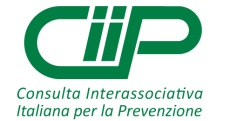 CIIP
Consulta Interassociativa
Italiana per la Prevenzione